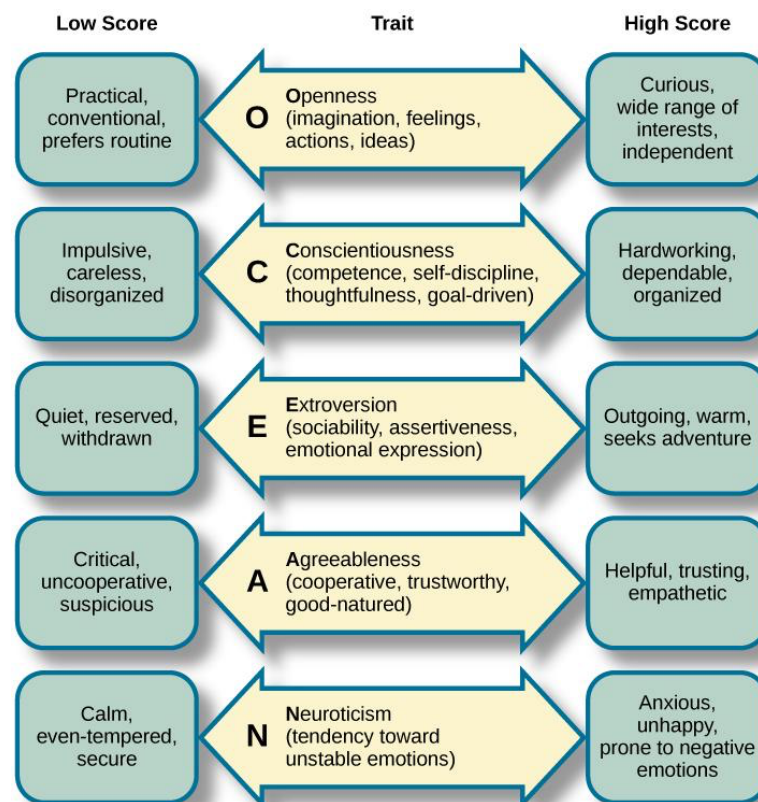 Low Score
Trait
High Score
Practical,
conventional,
prefers routine
O
Openness
(imagination, feelings,
actions, ideas)
Curious,
wide range of
interests,
independent
Impulsive,
careless,
disorganized
C
Conscientiousness
(competence, self-discipline,
thoughtfulness, goal-driven)
Hardworking,
dependable,
organized
Quiet, reserved,
withdrawn
E
Extroversion
(sociability, assertiveness,
emotional expression)
Outgoing, warm,
seeks adventure
Critical,
uncooperative,
suspicious
A
Agreeableness
(cooperative, trustworthy,
good-natured)
Helpful, trusting,
empathetic
Calm,
even-tempered,
secure
N
Neuroticism
(tendency toward
unstable emotions)
Anxious,
unhappy,
prone to negative
emotions